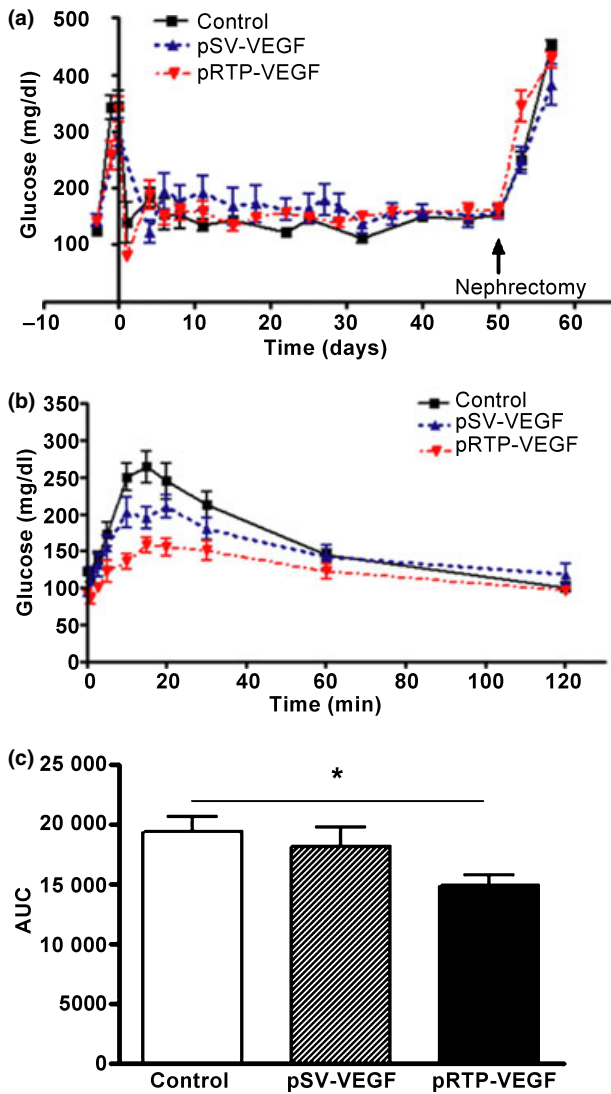 (a)
500
400
300
200
100
Glucose (mg/dl)
Control
pSV-VEGF
pRTP-VEGF
Nephrectomy
–10 0 10 20 30 40 50 60
Time (days)
(b)
350
300
250
200
150
100
50
0
Glucose (mg/dl)
Control
pSV-VEGF
pRTP-VEGF
0 20 40 60 80 100 120
Time (min)
(c)
25 000
20 000
15 000
10 000
5000
0
AUC
*
Control pSV-VEGF pRTP-VEGF